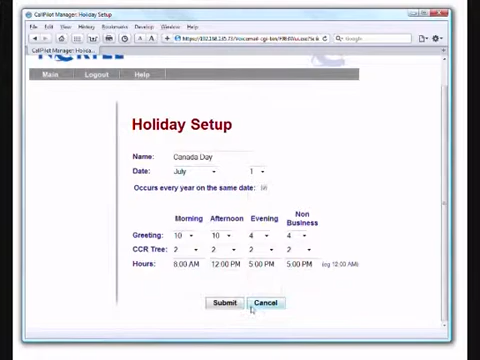 CallPilot Manager: Holiday Setup
File Edit View History Bookmarks Develop Window Help
Google
CallPilot Manager: Holida...
NORTEL
Main Logout Help
Holiday Setup
Name: Canada Day
Date: July 1
Occurs every year on the same date:
Morning Afternoon Evening Non Business
Greeting: 10 10 4 4
CCR Tree: 2 2 2 2
Hours: 8:00 AM 12:00 PM 5:00 PM 5:00 PM (eg 12:00 AM)
Submit Cancel